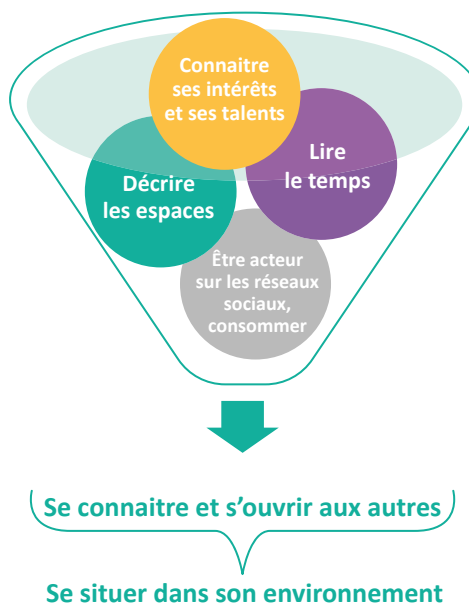 Connaitre
ses intérêts
et ses talents
Lire
le temps
Décrire
les espaces
Être acteur
sur les réseaux
sociaux,
consommer
Se connaitre et s’ouvrir aux autres
Se situer dans son environnement